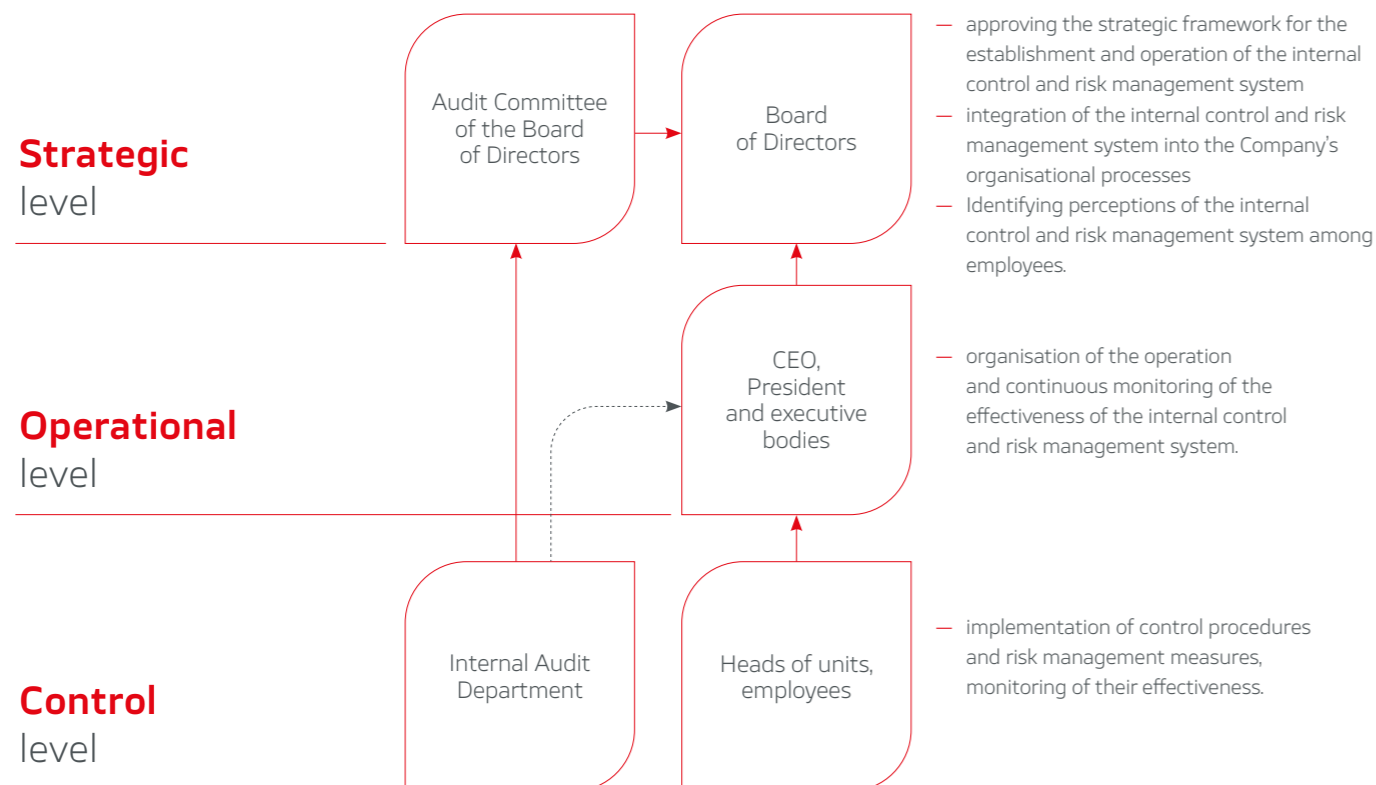 Strategic
level
Audit Committee
of the Board
of Directors
Board
of Directors
— approving the strategic framework for the
establishment and operation of the internal
control and risk management system
— integration of the internal control and risk
management system into the Company’s
organisational processes
— Identifying perceptions of the internal
control and risk management system among
employees.
Operational
level
CEO,
President
and executive
bodies
— organisation of the operation
and continuous monitoring of the
effectiveness of the internal control
and risk management system.
Control
level
Internal Audit
Department
Heads of units,
employees
— implementation of control procedures
and risk management measures,
monitoring of their effectiveness.